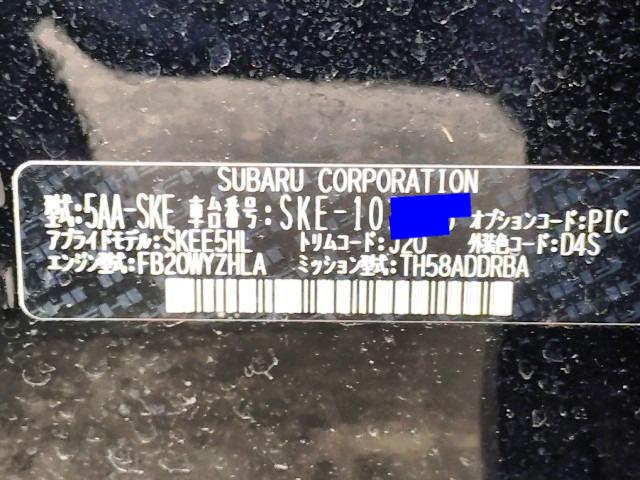 SUBARU CORPORATION
型式:5AA-SKE 車台番号:SKE-10 オプションコード:PIC
アプライドモデル:SKEE5HL トリムコード:J20 外装色コード:D4S
エンジン型式:FB20WYZHLA ミッション型式:TH58ADDRBA